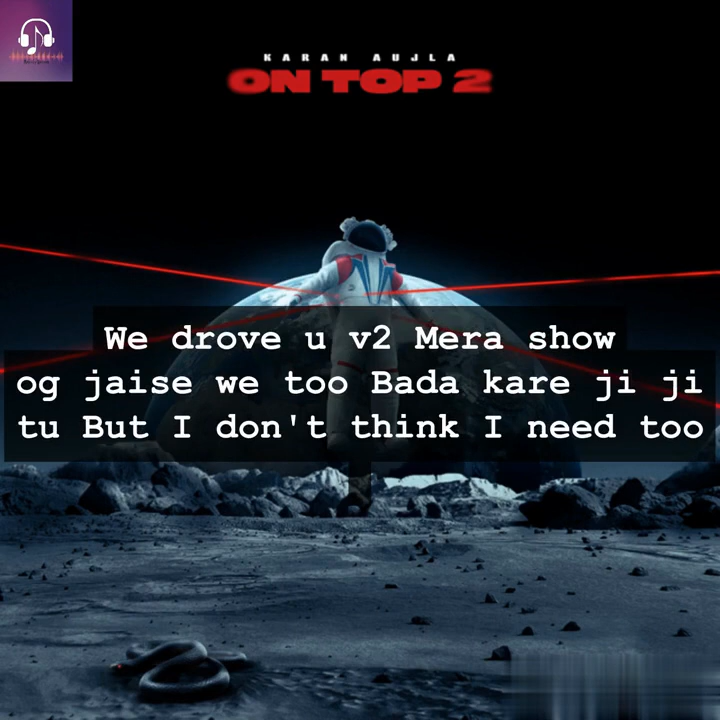 KARAN AUJLA
ON TOP 2
We drove u v2 Mera show
og jaise we too Bada kare ji ji
tu But I don't think I need too